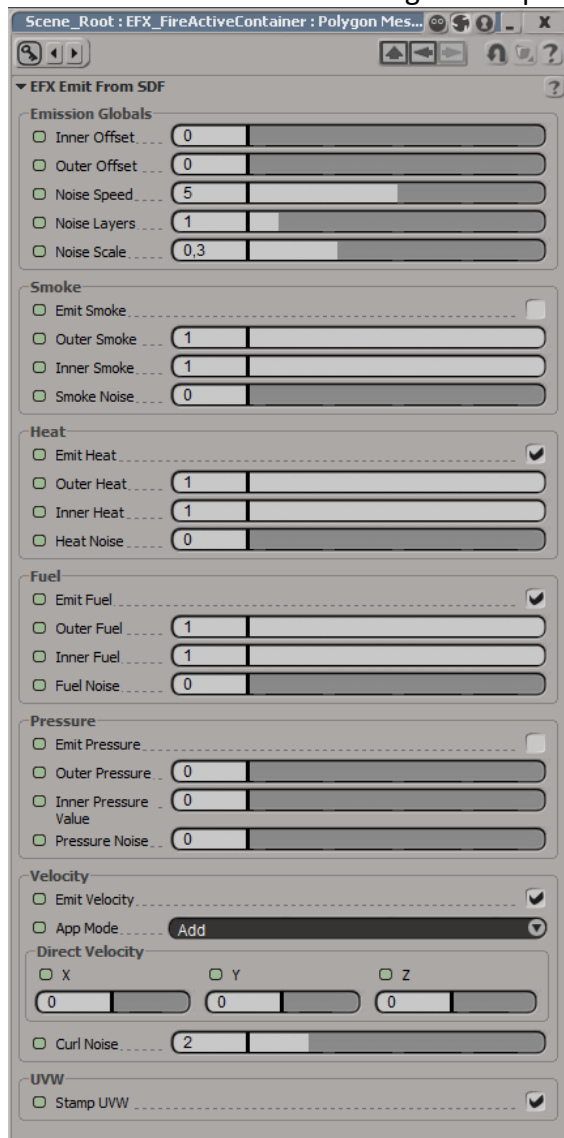 Scene_Root : EFX_FireActiveContainer : Polygon Mes...
EFX Emit From SDF
Emission Globals
Inner Offset 0
Outer Offset 0
Noise Speed 5
Noise Layers 1
Noise Scale 0,3
Smoke
Emit Smoke
Outer Smoke 1
Inner Smoke 1
Smoke Noise 0
Heat
Emit Heat
Outer Heat 1
Inner Heat 1
Heat Noise 0
Fuel
Emit Fuel
Outer Fuel 1
Inner Fuel 1
Fuel Noise 0
Pressure
Emit Pressure
Outer Pressure 0
Inner Pressure 0
Value
Pressure Noise 0
Velocity
Emit Velocity
App Mode Add
Direct Velocity
X Y Z
0 0 0
Curl Noise 2
UVW
Stamp UVW